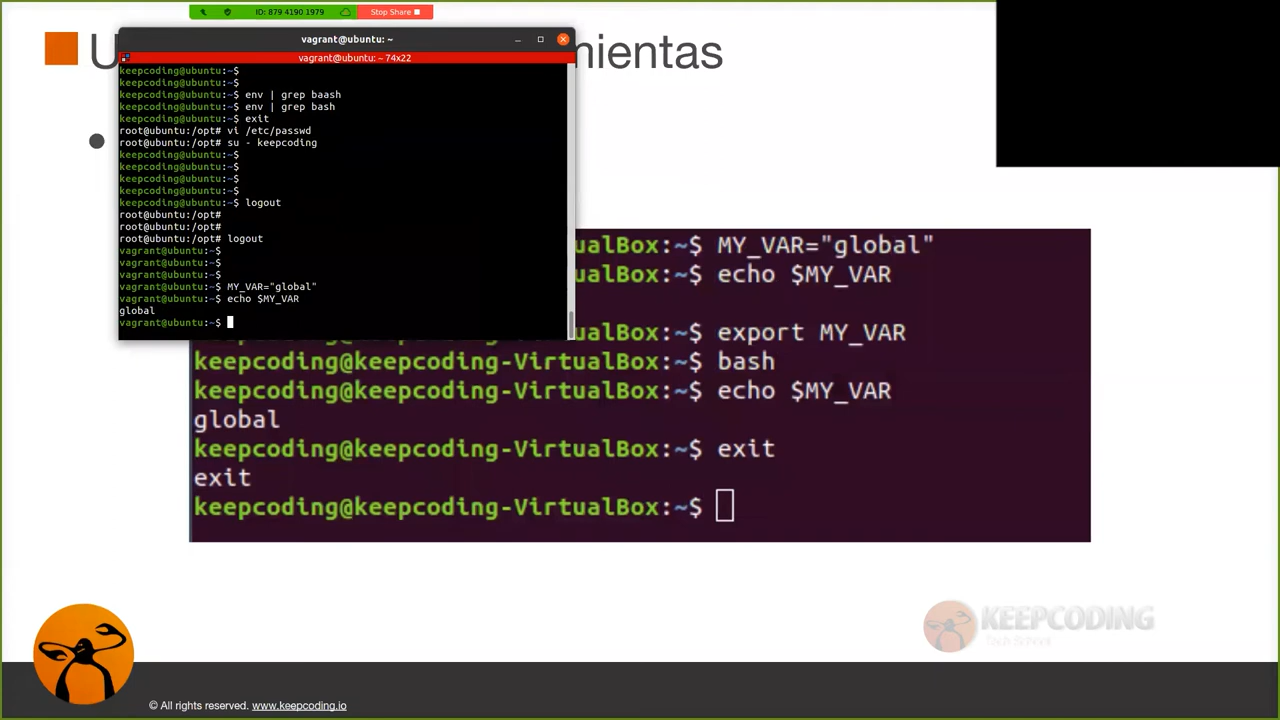 ID: 879 4190 1979
Stop Share
U
mientas
vagrant@ubuntu: ~
vagrant@ubuntu: ~ 74x22
keepcoding@ubuntu:~$
keepcoding@ubuntu:~$
keepcoding@ubuntu:~$ env | grep baash
keepcoding@ubuntu:~$ env | grep bash
keepcoding@ubuntu:~$ exit
root@ubuntu:/opt# vi /etc/passwd
root@ubuntu:/opt# su - keepcoding
keepcoding@ubuntu:~$
keepcoding@ubuntu:~$
keepcoding@ubuntu:~$
keepcoding@ubuntu:~$
keepcoding@ubuntu:~$ logout
root@ubuntu:/opt#
root@ubuntu:/opt#
root@ubuntu:/opt# logout
vagrant@ubuntu:~$
vagrant@ubuntu:~$
vagrant@ubuntu:~$
vagrant@ubuntu:~$ MY_VAR="global"
vagrant@ubuntu:~$ echo $MY_VAR
global
vagrant@ubuntu:~$
ualBox:~$ MY_VAR="global"
ualBox:~$ echo $MY_VAR
:~$ export MY_VAR
keepcoding@keepcoding-VirtualBox:~$ bash
keepcoding@keepcoding-VirtualBox:~$ echo $MY_VAR
global
keepcoding@keepcoding-VirtualBox:~$ exit
exit
keepcoding@keepcoding-VirtualBox:~$
KEEPCODING
Tech School
© All rights reserved. www.keepcoding.io